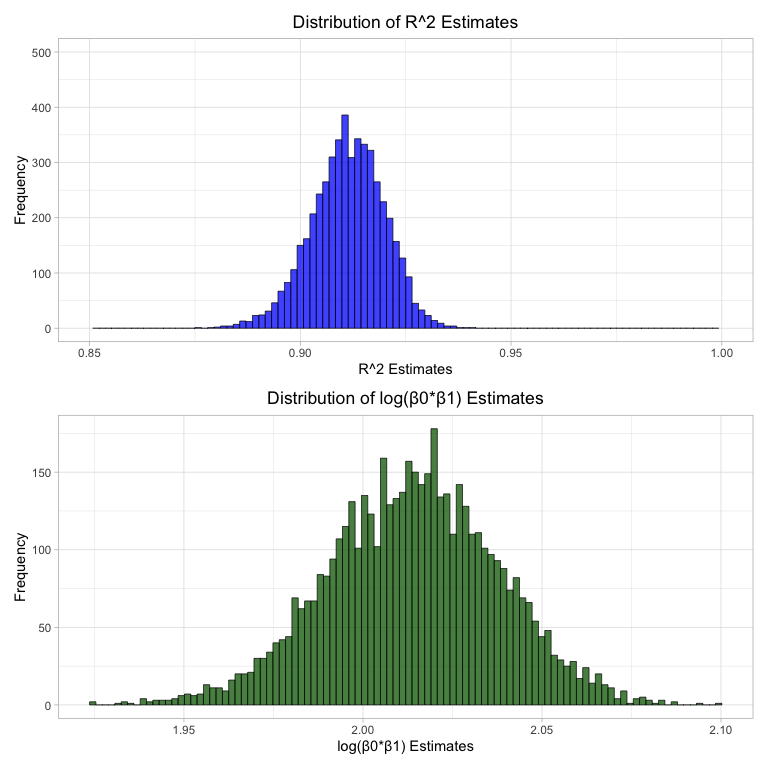 Distribution of R^2 Estimates
Frequency
500
400
300
200
100
0
0.85 0.90 0.95 1.00
R^2 Estimates
Distribution of log(β0*β1) Estimates
Frequency
150
100
50
0
1.95 2.00 2.05 2.10
log(β0*β1) Estimates